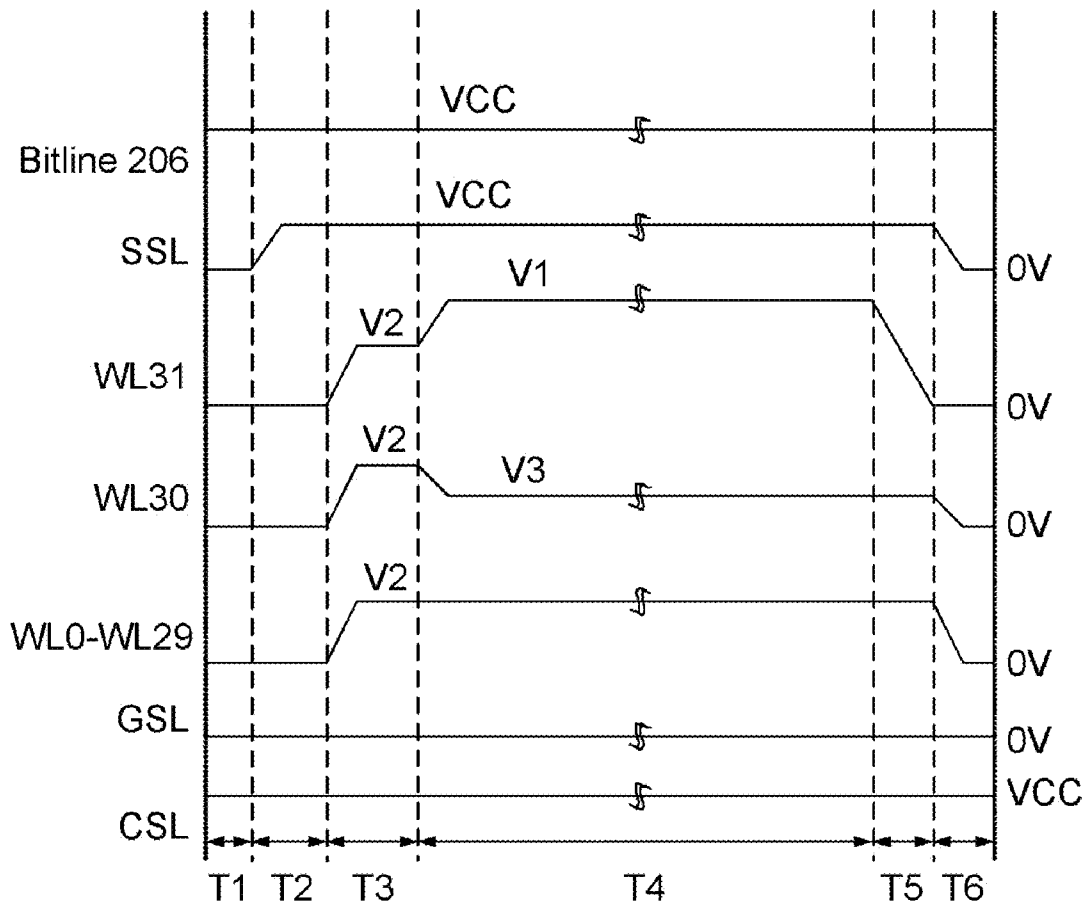 VCC
Bitline 206
VCC
SSL
0V
V1
V2
WL31
0V
V2
V3
WL30
0V
V2
WL0-WL29
0V
GSL
0V
VCC
CSL
T1 T2 T3 T4 T5 T6